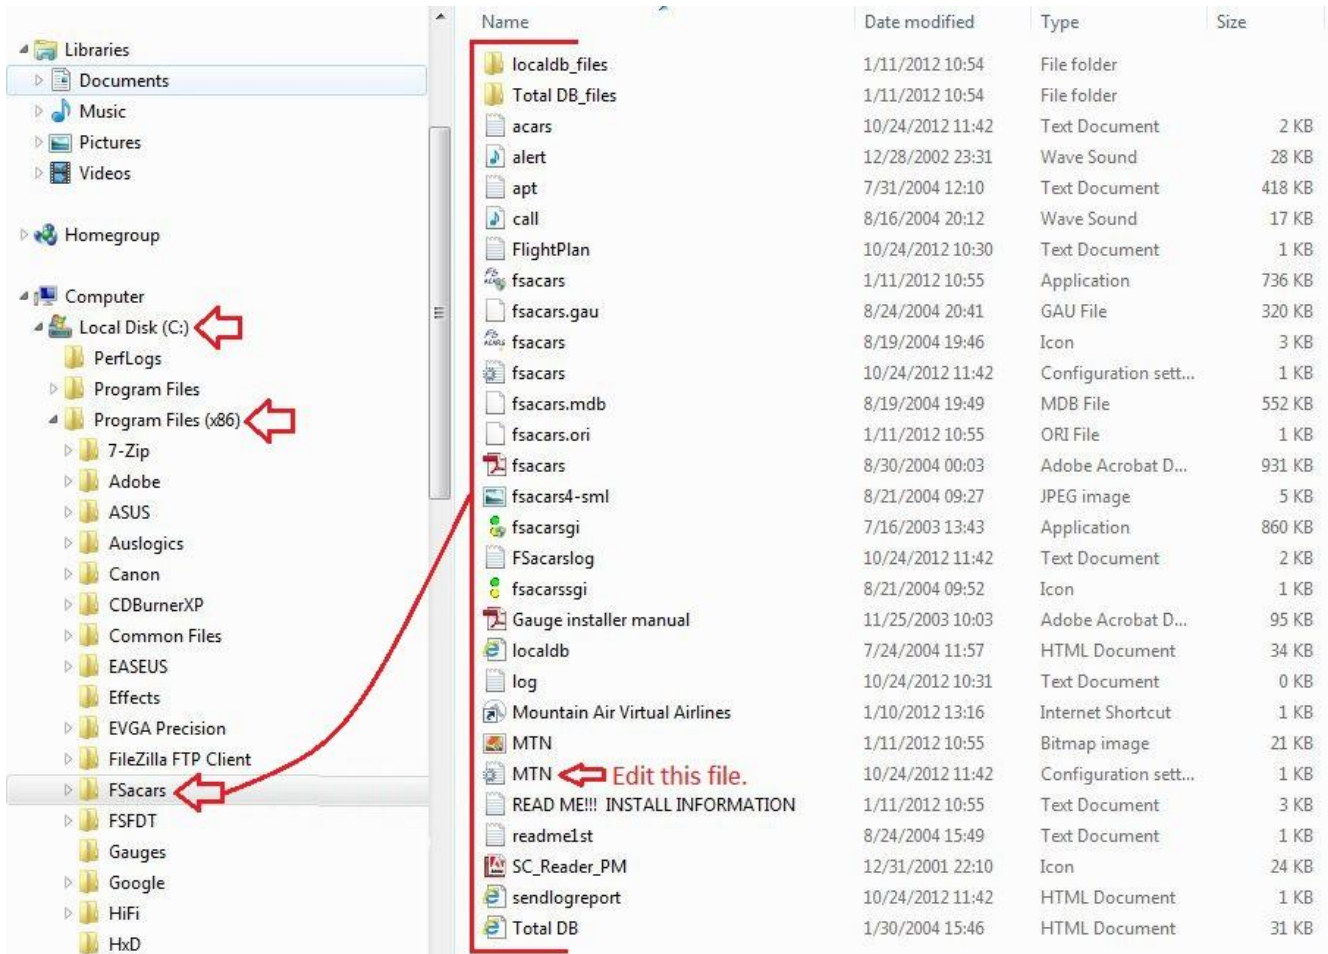 Libraries
Documents
Music
Pictures
Videos
Homegroup
Computer
Local Disk (C:)
PerfLogs
Program Files
Program Files (x86)
7-Zip
Adobe
ASUS
Auslogics
Canon
CDBurnerXP
Common Files
EASEUS
Effects
EVGA Precision
FileZilla FTP Client
FSacars
FSFDT
Gauges
Google
HiFi
HxD
Name Date modified Type Size
localdb_files 1/11/2012 10:54 File folder
Total DB_files 1/11/2012 10:54 File folder
acars 10/24/2012 11:42 Text Document 2 KB
alert 12/28/2002 23:31 Wave Sound 28 KB
apt 7/31/2004 12:10 Text Document 418 KB
call 8/16/2004 20:12 Wave Sound 17 KB
FlightPlan 10/24/2012 10:30 Text Document 1 KB
fsacars 1/11/2012 10:55 Application 736 KB
fsacars.gau 8/24/2004 20:41 GAU File 320 KB
fsacars 8/19/2004 19:46 Icon 3 KB
fsacars 10/24/2012 11:42 Configuration sett... 1 KB
fsacars.mdb 8/19/2004 19:49 MDB File 552 KB
fsacars.ori 1/11/2012 10:55 ORI File 1 KB
fsacars 8/30/2004 00:03 Adobe Acrobat D... 931 KB
fsacars4-sml 8/21/2004 09:27 JPEG image 5 KB
fsacarsgi 7/16/2003 13:43 Application 860 KB
FSacarslog 10/24/2012 11:42 Text Document 2 KB
fsacarssgi 8/21/2004 09:52 Icon 1 KB
Gauge installer manual 11/25/2003 10:03 Adobe Acrobat D... 95 KB
localdb 7/24/2004 11:57 HTML Document 34 KB
log 10/24/2012 10:31 Text Document 0 KB
Mountain Air Virtual Airlines 1/10/2012 13:16 Internet Shortcut 1 KB
MTN 1/11/2012 10:55 Bitmap image 21 KB
MTN Edit this file. 10/24/2012 11:42 Configuration sett... 1 KB
READ ME!!! INSTALL INFORMATION 1/11/2012 10:55 Text Document 3 KB
readme1st 8/24/2004 15:49 Text Document 1 KB
SC_Reader_PM 12/31/2001 22:10 Icon 24 KB
sendlogreport 10/24/2012 11:42 HTML Document 1 KB
Total DB 1/30/2004 15:46 HTML Document 31 KB